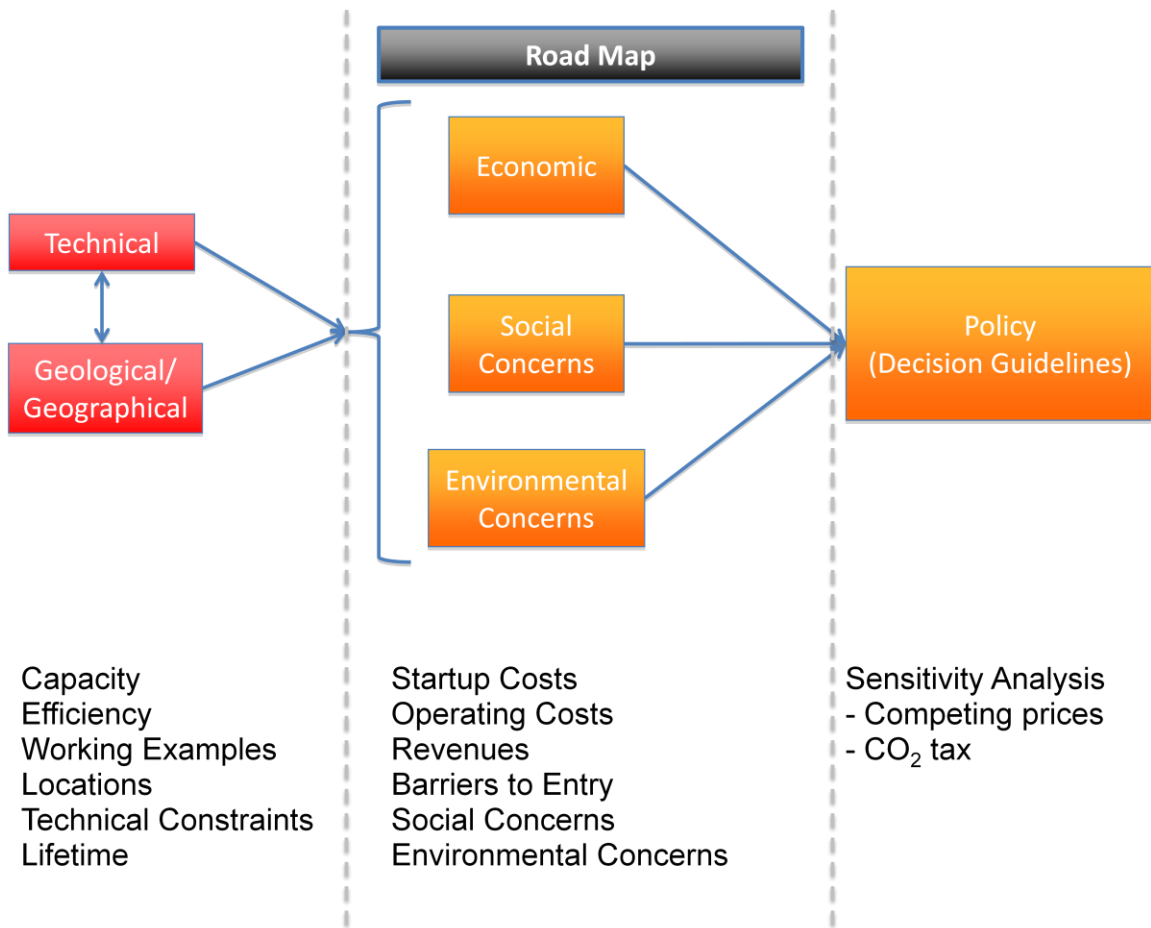 Road Map
Technical
Geological/
Geographical
Economic
Social
Concerns
Environmental
Concerns
Policy
(Decision Guidelines)
Capacity
Efficiency
Working Examples
Locations
Technical Constraints
Lifetime
Startup Costs
Operating Costs
Revenues
Barriers to Entry
Social Concerns
Environmental Concerns
Sensitivity Analysis
- Competing prices
- CO₂ tax